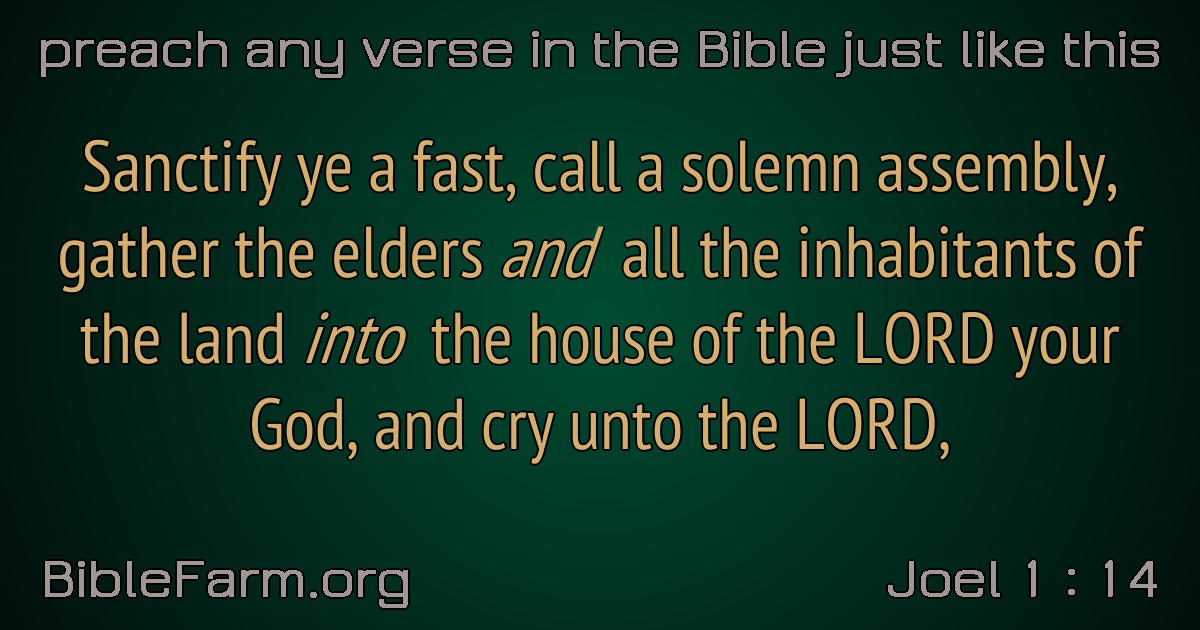 preach any verse in the Bible just like this
Sanctify ye a fast, call a solemn assembly,
gather the elders and all the inhabitants of
the land into the house of the LORD your
God, and cry unto the LORD,
BibleFarm.org
Joel 1 : 14